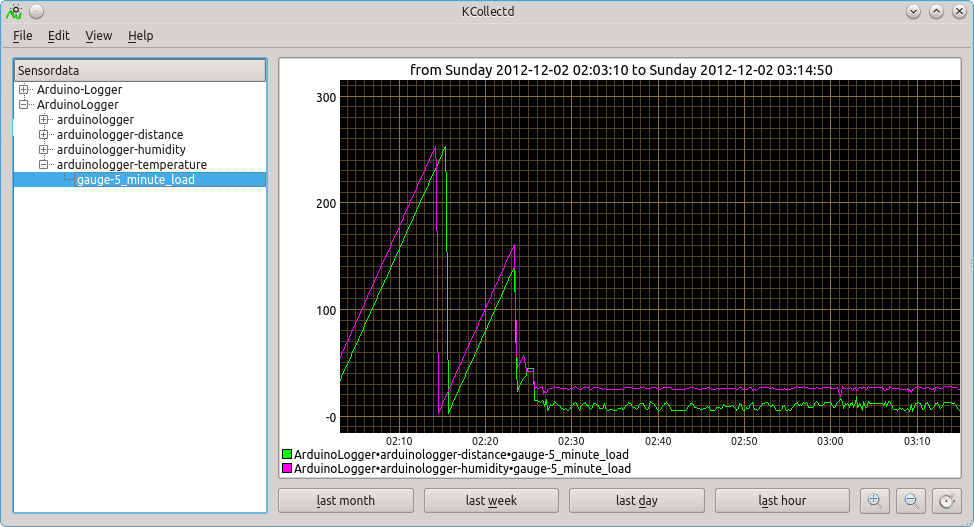 KCollectd
File Edit View Help
Sensordata
Arduino-Logger
ArduinoLogger
arduinologger
arduinologger-distance
arduinologger-humidity
arduinologger-temperature
gauge-5_minute_load
from Sunday 2012-12-02 02:03:10 to Sunday 2012-12-02 03:14:50
300
200
100
-0
02:10 02:20 02:30 02:40 02:50 03:00 03:10
ArduinoLogger•arduinologger-distance•gauge-5_minute_load
ArduinoLogger•arduinologger-humidity•gauge-5_minute_load
last month last week last day last hour